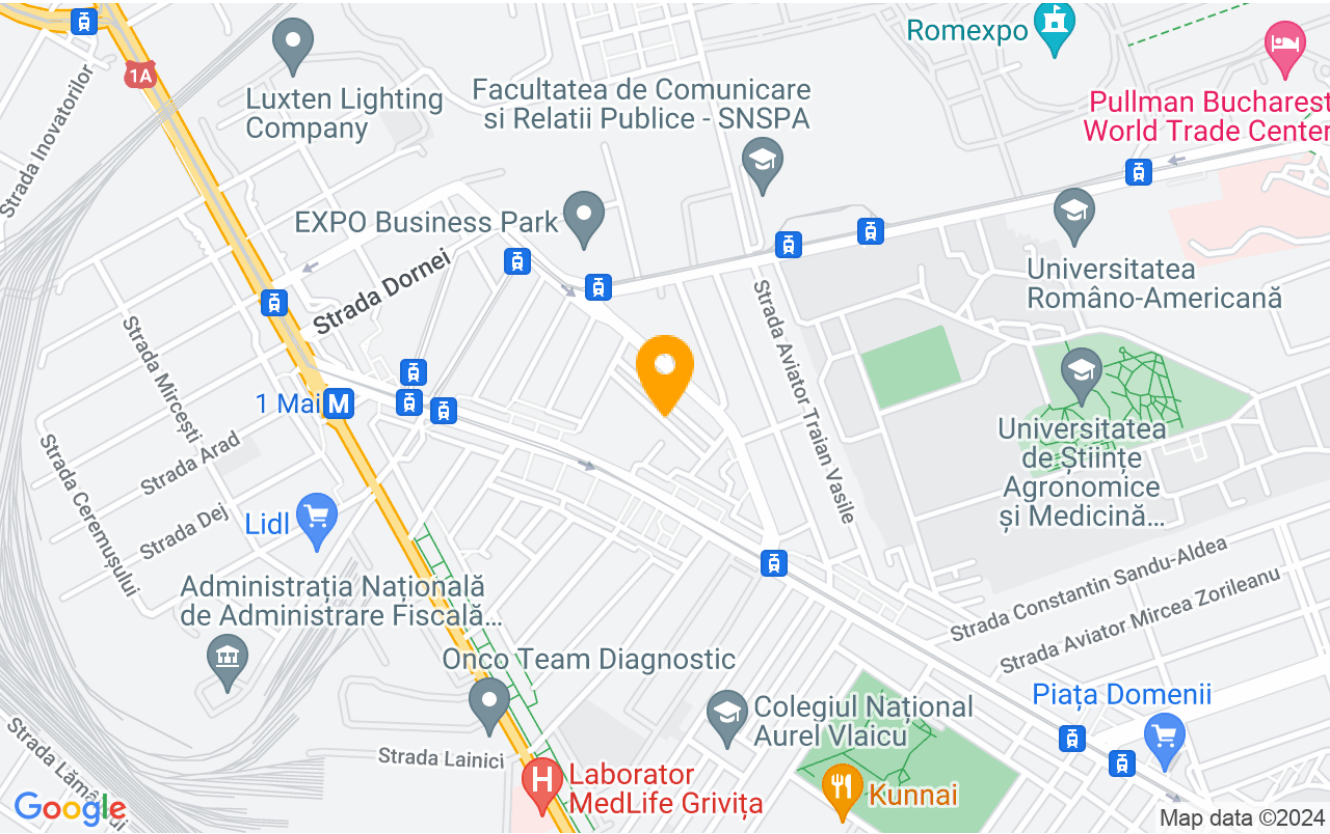 Romexpo
1A
Luxten Lighting
Company
Facultatea de Comunicare
si Relatii Publice - SNSPA
Pullman Bucharest
World Trade Center
Strada Inovatorilor
EXPO Business Park
Strada Dornei
Universitatea
Româno-Americană
Strada Aviator Traian Vasile
Strada Mircești
1 Mai M
Strada Arad
Strada Ceremușului
Universitatea
de Științe
Agronomice
și Medicină...
Lidl
Strada Dej
Strada Constantin Sandu-Aldea
Administrația Națională
de Administrare Fiscală...
Strada Aviator Mircea Zorileanu
Onco Team Diagnostic
Piața Domenii
Colegiul Național
Aurel Vlaicu
Strada Lainici
H
Laborator
MedLife Grivița
Kunnai
Google
Map data ©2024